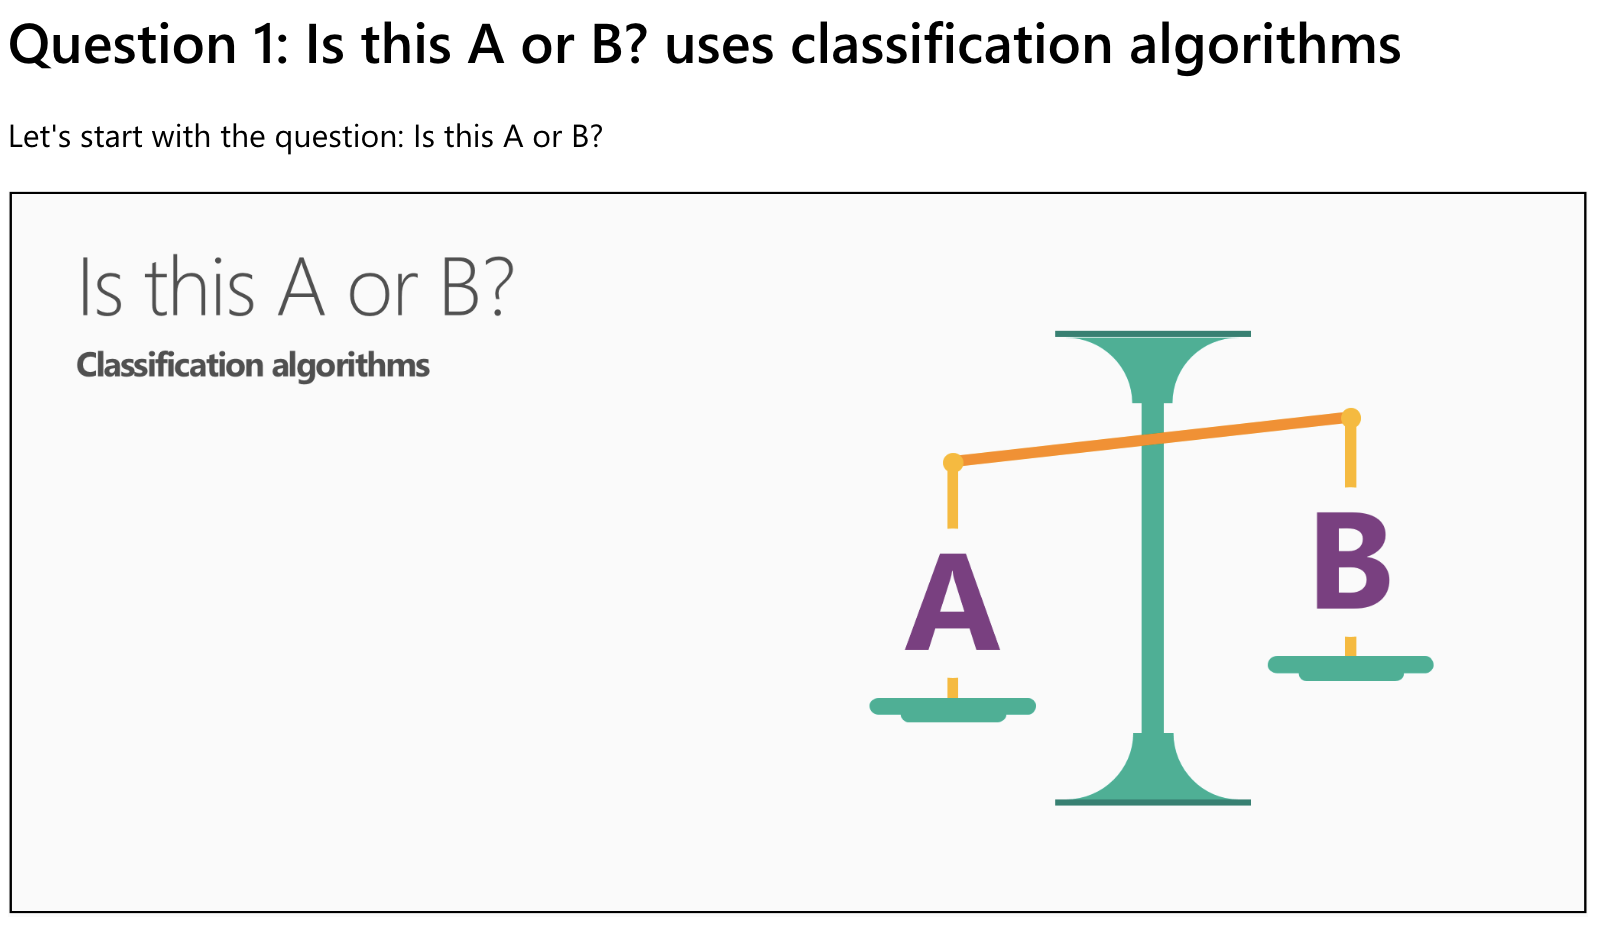 Question 1: Is this A or B? uses classification algorithms
Let's start with the question: Is this A or B?
Is this A or B?
Classification algorithms
A
B